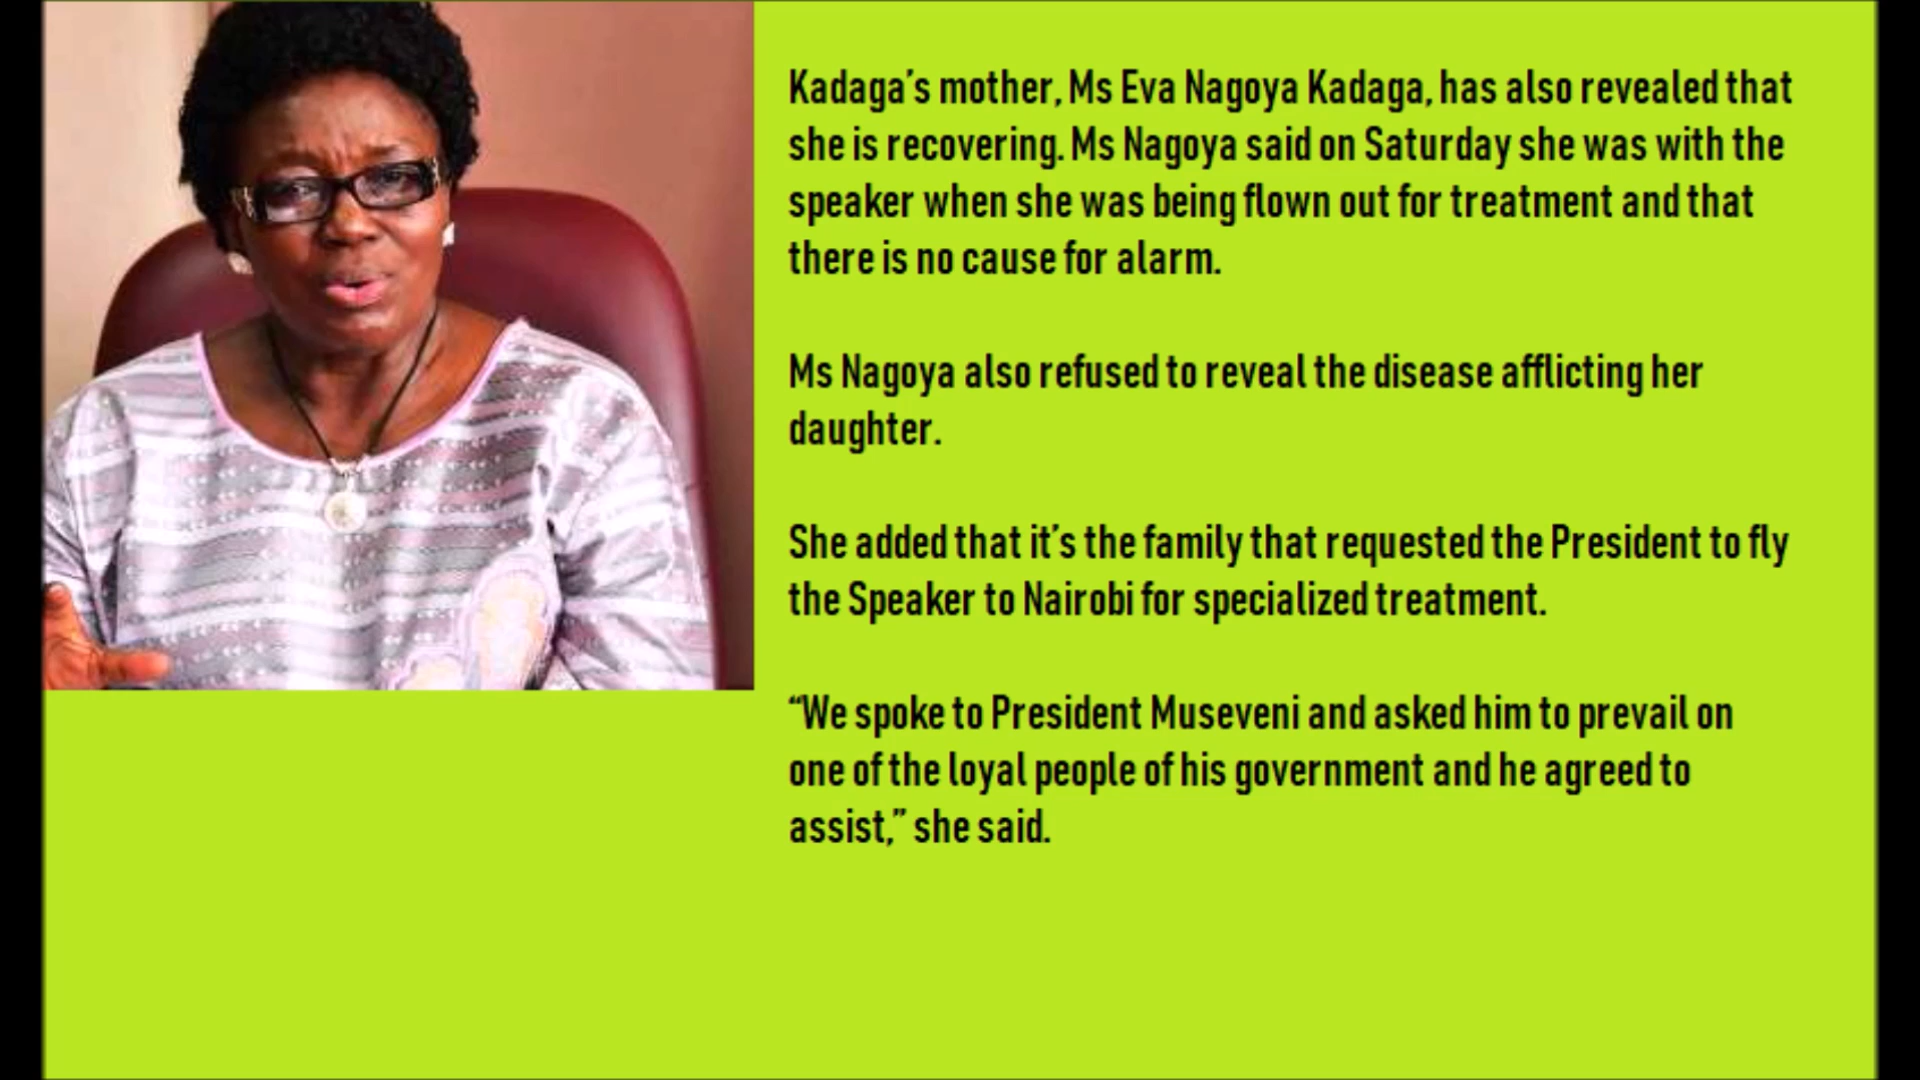 Kadaga’s mother, Ms Eva Nagoya Kadaga, has also revealed that
she is recovering. Ms Nagoya said on Saturday she was with the
speaker when she was being flown out for treatment and that
there is no cause for alarm.
Ms Nagoya also refused to reveal the disease afflicting her
daughter.
She added that it’s the family that requested the President to fly
the Speaker to Nairobi for specialized treatment.
“We spoke to President Museveni and asked him to prevail on
one of the loyal people of his government and he agreed to
assist,” she said.